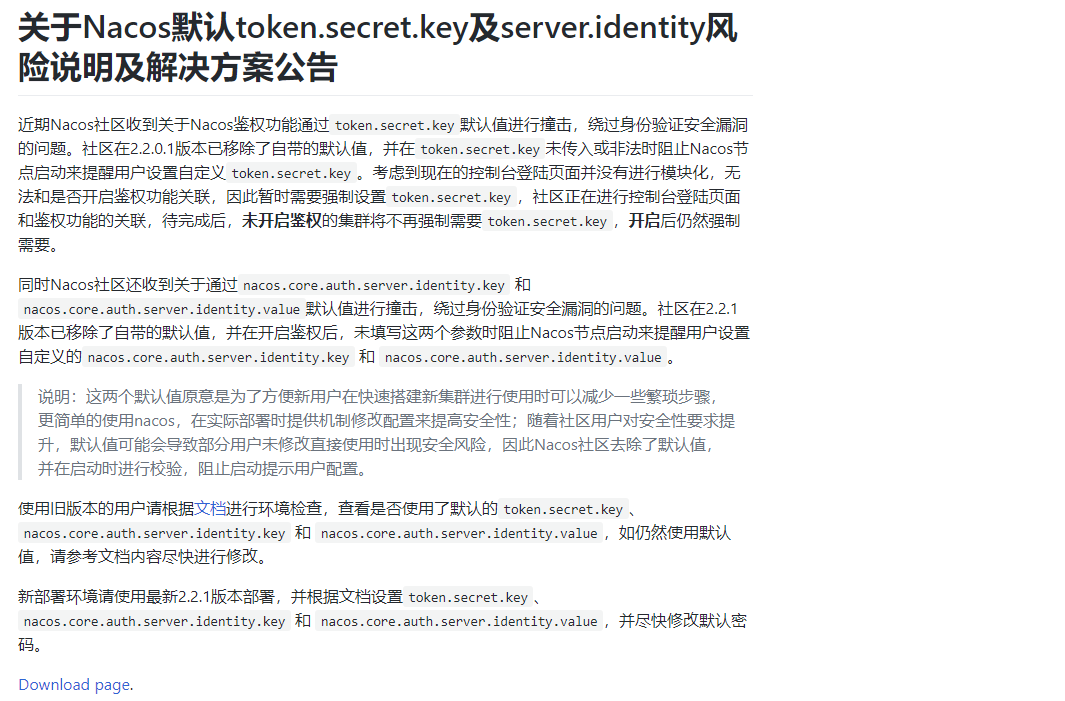 关于Nacos默认token.secret.key及server.identity风
险说明及解决方案公告
近期Nacos社区收到关于Nacos鉴权功能通过 token.secret.key 默认值进行撞击，绕过身份验证安全漏洞
的问题。社区在2.2.0.1版本已移除了自带的默认值，并在 token.secret.key 未传入或非法时阻止Nacos节
点启动来提醒用户设置自定义 token.secret.key 。考虑到现在的控制台登陆页面并没有进行模块化，无
法和是否开启鉴权功能关联，因此暂时需要强制设置 token.secret.key ，社区正在进行控制台登陆页面
和鉴权功能的关联，待完成后，未开启鉴权的集群将不再强制需要 token.secret.key ，开启后仍然强制
需要。
同时Nacos社区还收到关于通过 nacos.core.auth.server.identity.key 和
nacos.core.auth.server.identity.value 默认值进行撞击，绕过身份验证安全漏洞的问题。社区在2.2.1
版本已移除了自带的默认值，并在开启鉴权后，未填写这两个参数时阻止Nacos节点启动来提醒用户设置
自定义的 nacos.core.auth.server.identity.key 和 nacos.core.auth.server.identity.value 。
说明：这两个默认值原意是为了方便新用户在快速搭建新集群进行使用时可以减少一些繁琐步骤，
更简单的使用nacos，在实际部署时提供机制修改配置来提高安全性；随着社区用户对安全性要求提
升，默认值可能会导致部分用户未修改直接使用时出现安全风险，因此Nacos社区去除了默认值，
并在启动时进行校验，阻止启动提示用户配置。
使用旧版本的用户请根据文档进行环境检查，查看是否使用了默认的 token.secret.key 、
nacos.core.auth.server.identity.key 和 nacos.core.auth.server.identity.value ，如仍然使用默认
值，请参考文档内容尽快进行修改。
新部署环境请使用最新2.2.1版本部署，并根据文档设置 token.secret.key 、
nacos.core.auth.server.identity.key 和 nacos.core.auth.server.identity.value ，并尽快修改默认密
码。
Download page.